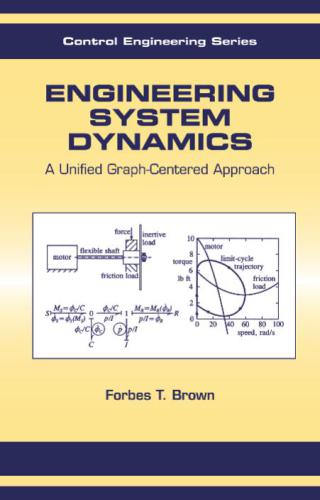 Control Engineering Series
ENGINEERING
SYSTEM
DYNAMICS
A Unified Graph-Centered Approach
force
inertive
load
flexible shaft
motor
friction load
10
8
torque
6
lb ft
4
2
0
motor
limit-cycle
trajectory
friction
load
0 20 40 60 80 100
speed, rad/s
Forbes T. Brown